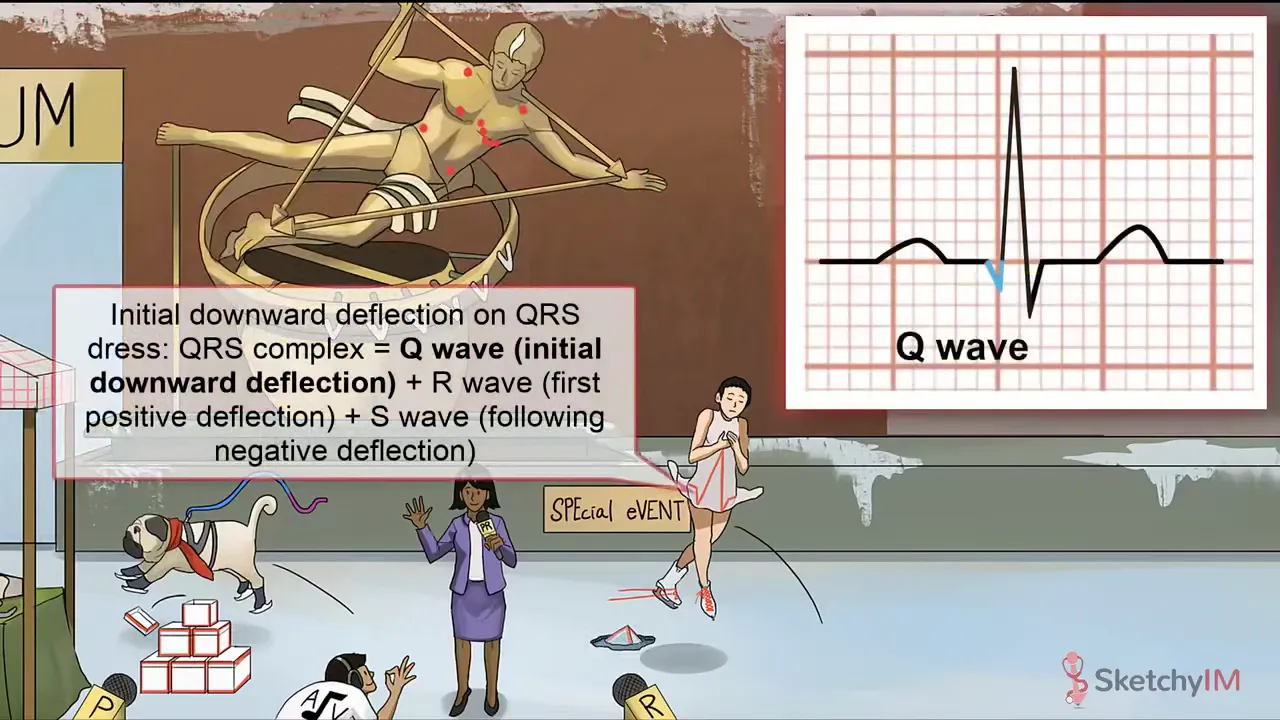 UM
Initial downward deflection on QRS
dress: QRS complex = Q wave (initial
downward deflection) + R wave (first
positive deflection) + S wave (following
negative deflection)
Q wave
SPEcial eVENT
PR
P
AV
R
SketchyIM